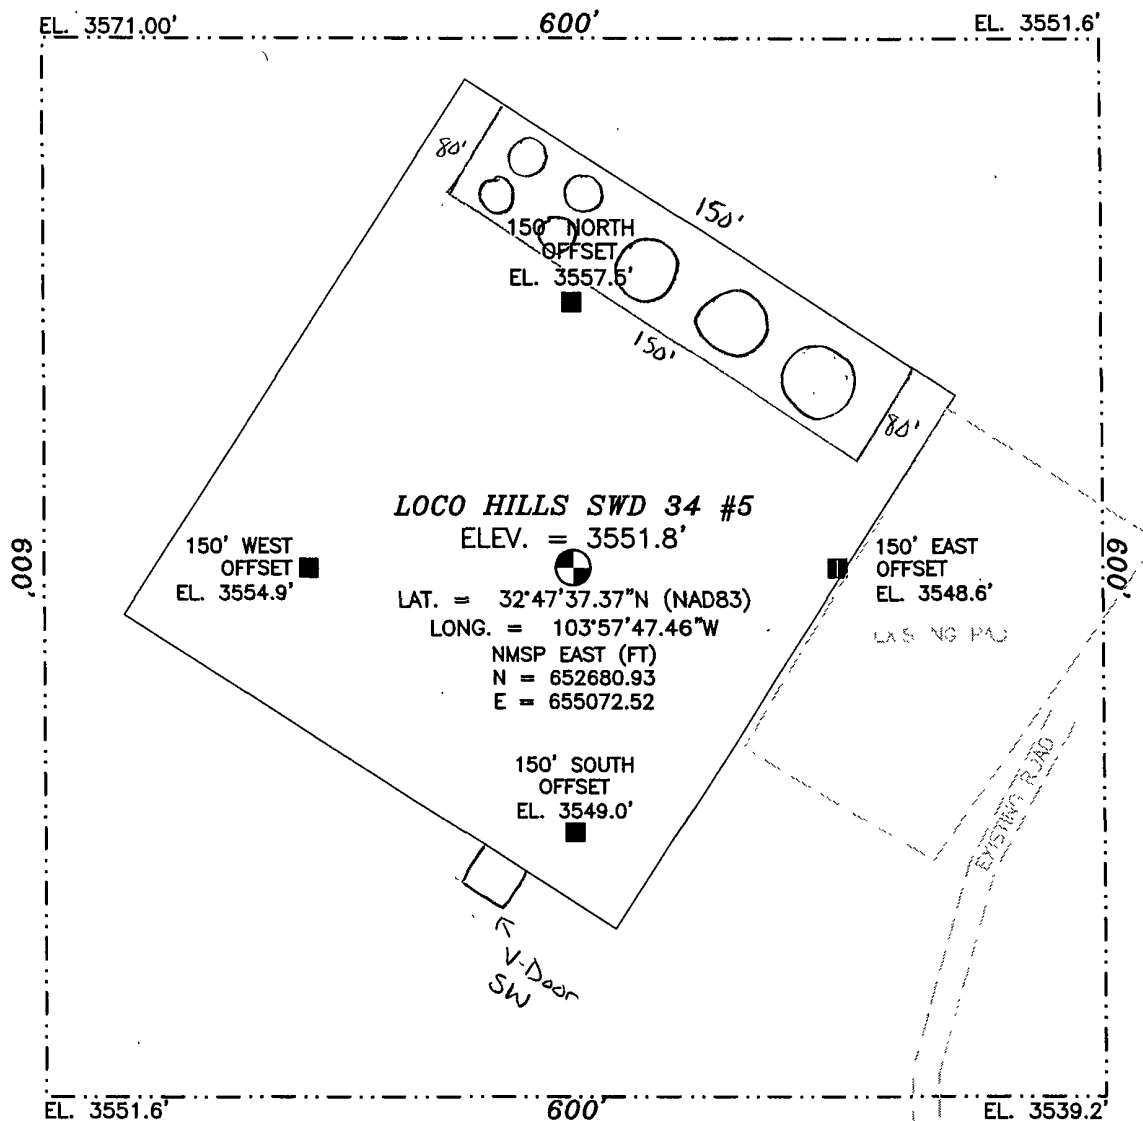 EL. 3571.00'
600'
EL. 3551.6'
80'
150'
150' NORTH
OFFSET
EL. 3557.5'
150'
80'
LOCO HILLS SWD 34 #5
ELEV. = 3551.8'
600'
150' WEST
OFFSET
EL. 3554.9'
150' EAST
OFFSET
EL. 3548.6'
600'
LAT. = 32°47'37.37"N (NAD83)
LONG. = 103°57'47.46"W
NMSP EAST (FT)
N = 652680.93
E = 655072.52
EXISTING PAD
150' SOUTH
OFFSET
EL. 3549.0'
EXISTING ROAD
V-Door
SW
EL. 3551.6'
600'
EL. 3539.2'